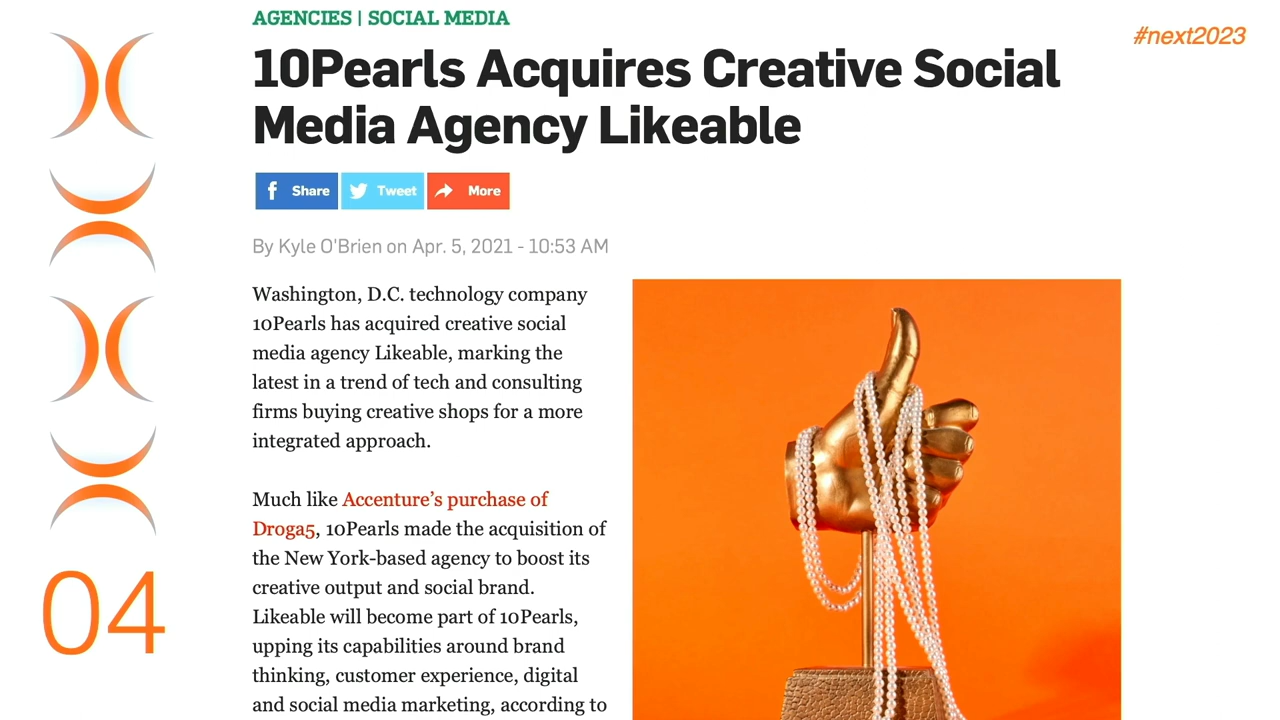 AGENCIES | SOCIAL MEDIA
#next2023
10Pearls Acquires Creative Social
Media Agency Likeable
Share
Tweet
More
By Kyle O'Brien on Apr. 5, 2021 - 10:53 AM
Washington, D.C. technology company
10Pearls has acquired creative social
media agency Likeable, marking the
latest in a trend of tech and consulting
firms buying creative shops for a more
integrated approach.
Much like Accenture’s purchase of
Droga5, 10Pearls made the acquisition of
the New York-based agency to boost its
creative output and social brand.
Likeable will become part of 10Pearls,
upping its capabilities around brand
thinking, customer experience, digital
and social media marketing, according to
04